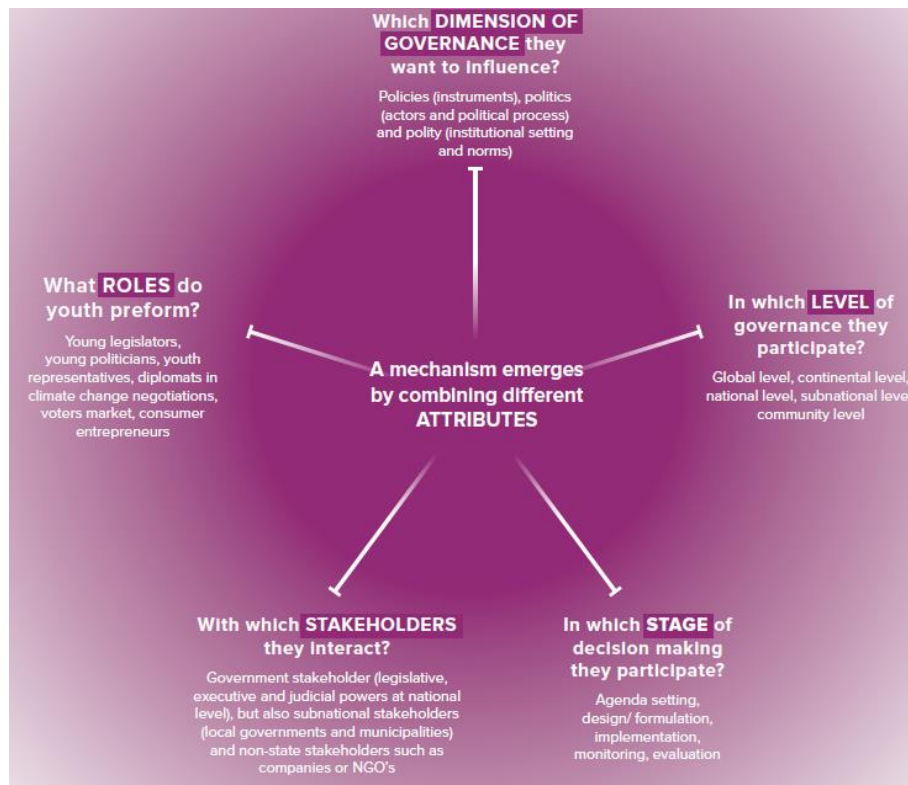 Which DIMENSION OF
GOVERNANCE they
want to influence?
Policies (instruments), politics
(actors and political process)
and polity (institutional setting
and norms)
What ROLES do
youth preform?
Young legislators,
young politicians, youth
representatives, diplomats in
climate change negotiations,
voters market, consumer
entrepreneurs
In which LEVEL of
governance they
participate?
Global level, continental level,
national level, subnational leve
community level
A mechanism emerges
by combining different
ATTRIBUTES
With which STAKEHOLDERS
they interact?
Government stakeholder (legislative,
executive and judicial powers at national
level), but also subnational stakeholders
(local governments and municipalities)
and non-state stakeholders such as
companies or NGO's
In which STAGE of
decision making
they participate?
Agenda setting,
design/ formulation,
implementation,
monitoring, evaluation